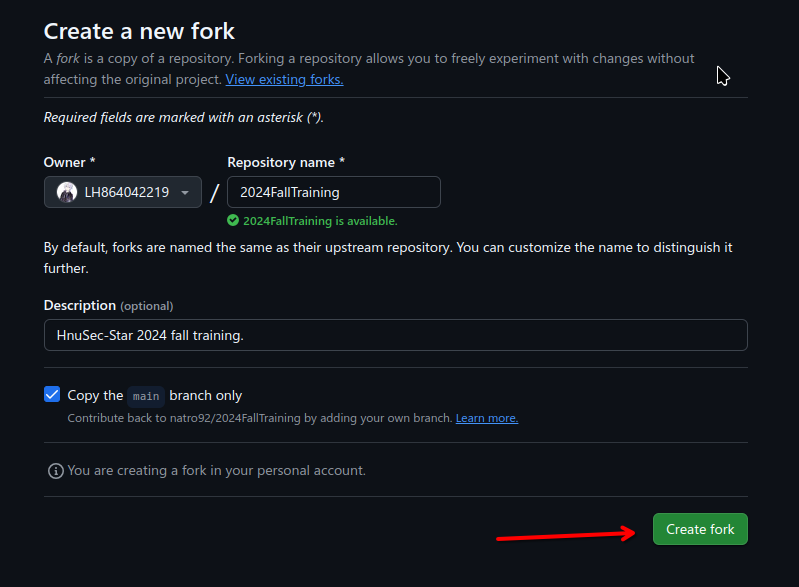 Create a new fork
A fork is a copy of a repository. Forking a repository allows you to freely experiment with changes without
affecting the original project. View existing forks.
Required fields are marked with an asterisk (*).
Owner * Repository name *
LH864042219 / 2024FallTraining
2024FallTraining is available.
By default, forks are named the same as their upstream repository. You can customize the name to distinguish it
further.
Description (optional)
HnuSec-Star 2024 fall training.
Copy the main branch only
Contribute back to natro92/2024FallTraining by adding your own branch. Learn more.
You are creating a fork in your personal account.
Create fork